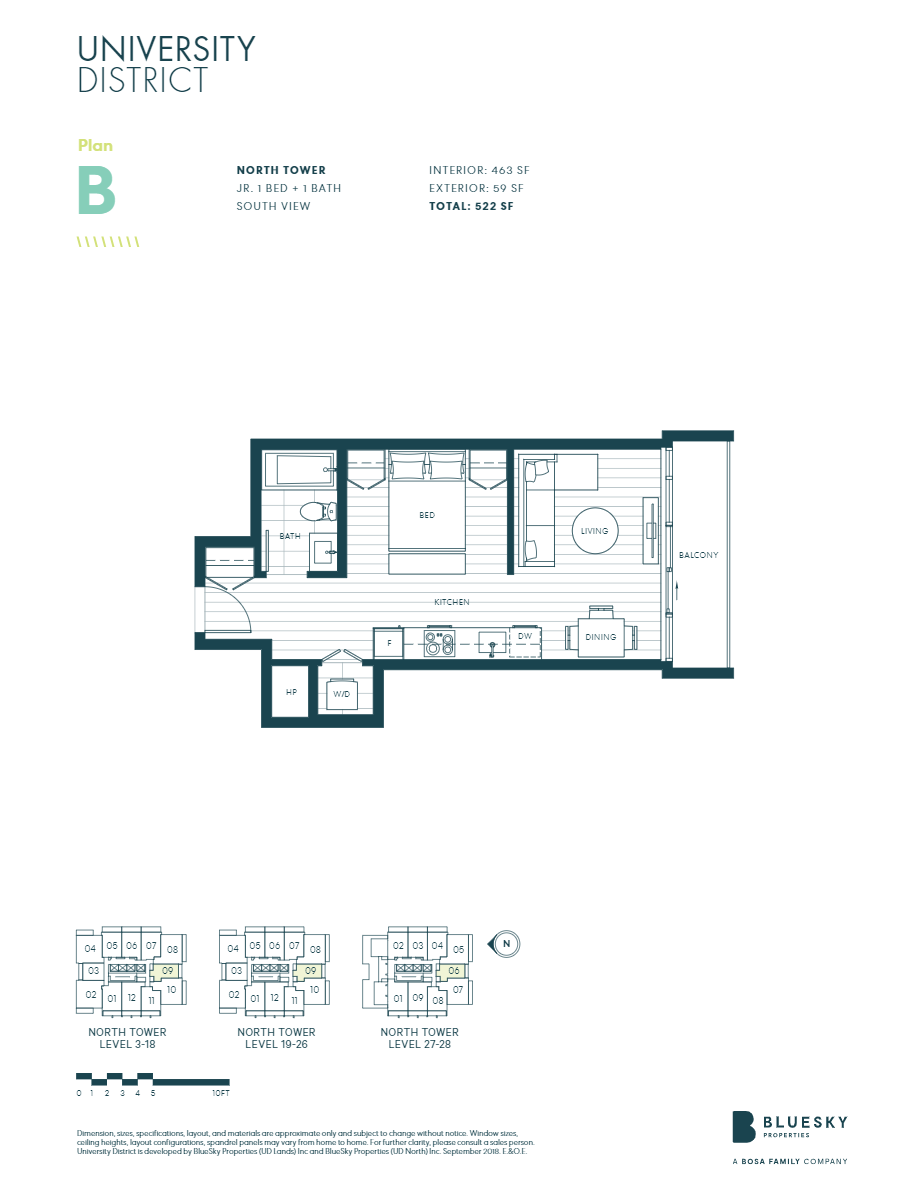 UNIVERSITY
DISTRICT
Plan
B
NORTH TOWER
JR. 1 BED + 1 BATH
SOUTH VIEW
INTERIOR: 463 SF
EXTERIOR: 59 SF
TOTAL: 522 SF
BED
BATH
LIVING
BALCONY
KITCHEN
F
DW
DINING
HP
W/D
04 05 06 07 08
03 09
02 01 12 11 10
NORTH TOWER
LEVEL 3-18
04 05 06 07 08
03 09
02 01 12 11 10
NORTH TOWER
LEVEL 19-26
02 03 04 05
06
01 09 08 07
NORTH TOWER
LEVEL 27-28
N
0 1 2 3 4 5 10FT
Dimension, sizes, specifications, layout, and materials are approximate only and subject to change without notice. Window sizes,
ceiling heights, layout configurations, spandrel panels may vary from home to home. For further clarity, please consult a sales person.
University District is developed by BlueSky Properties (UD Lands) Inc and BlueSky Properties (UD North) Inc. September 2018. E.&O.E.
BLUESKY
PROPERTIES
A BOSA FAMILY COMPANY